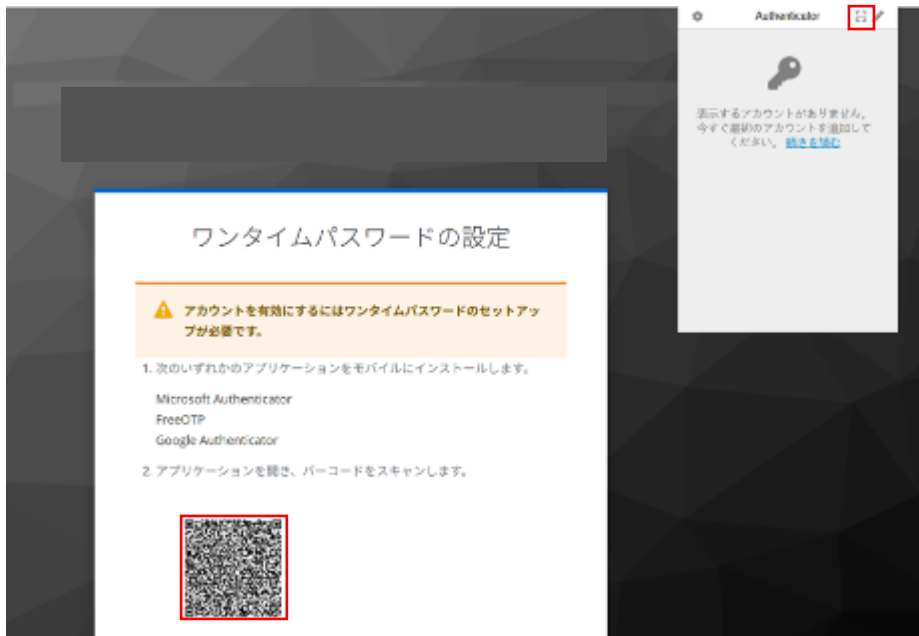 Authenticator
表示するアカウントがありません。
今すぐ最初のアカウントを追加して
ください。 続きを読む
ワンタイムパスワードの設定
アカウントを有効にするにはワンタイムパスワードのセットアッ
プが必要です。
1. 次のいずれかのアプリケーションをモバイルにインストールします。
Microsoft Authenticator
FreeOTP
Google Authenticator
2. アプリケーションを開き、バーコードをスキャンします。